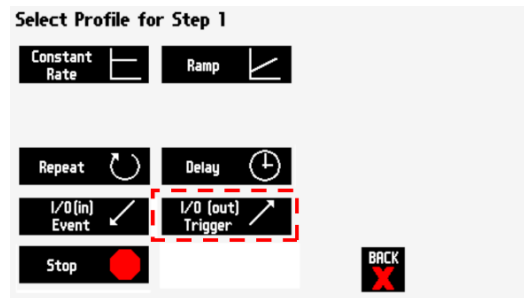 Select Profile for Step 1
Constant
Rate
Ramp
Repeat
Delay
I/O(in)
Event
I/O (out)
Trigger
Stop
BACK
X